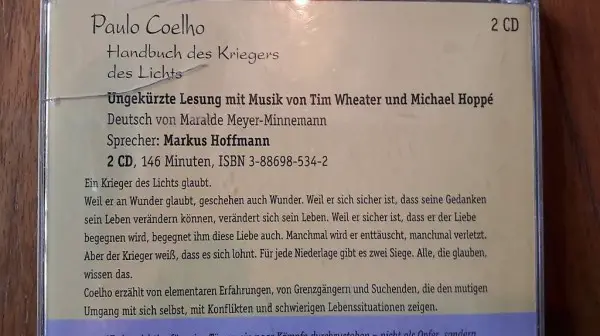 Paulo Coelho
2 CD
Handbuch des Kriegers
des Lichts
Ungekürzte Lesung mit Musik von Tim Wheater und Michael Hoppé
Deutsch von Maralde Meyer-Minnemann
Sprecher: Markus Hoffmann
2 CD, 146 Minuten, ISBN 3-88698-534-2
Ein Krieger des Lichts glaubt.
Weil er an Wunder glaubt, geschehen auch Wunder. Weil er sich sicher ist, dass seine Gedanken
sein Leben verändern können, verändert sich sein Leben. Weil er sicher ist, dass er der Liebe
begegnen wird, begegnet ihm diese Liebe auch. Manchmal wird er enttäuscht, manchmal verletzt.
Aber der Krieger weiß, dass es sich lohnt. Für jede Niederlage gibt es zwei Siege. Alle, die glauben,
wissen das.
Coelho erzählt von elementaren Erfahrungen, von Grenzgängern und Suchenden, die den mutigen
Umgang mit sich selbst, mit Konflikten und schwierigen Lebenssituationen zeigen.
Kämpfe durchzustehen – nicht als Opfer, sondern